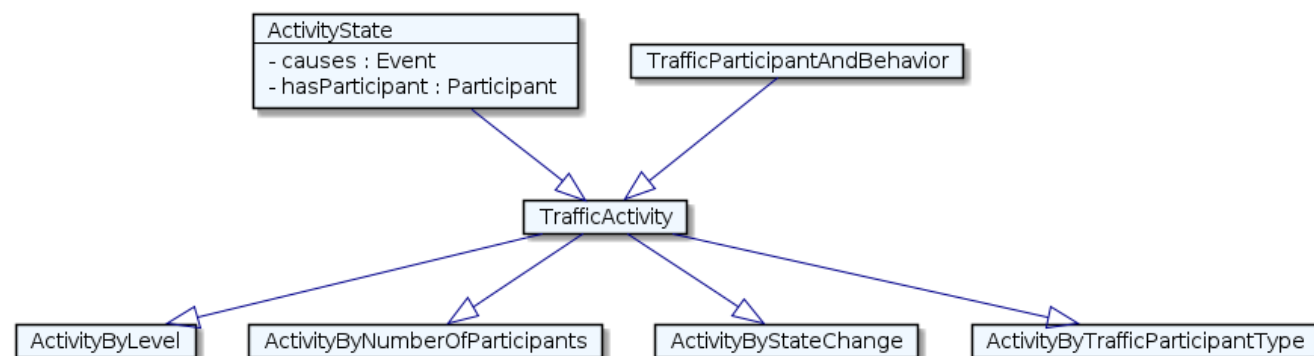 ActivityState
- causes : Event
- hasParticipant : Participant
TrafficParticipantAndBehavior
TrafficActivity
ActivityByLevel
ActivityByNumberOfParticipants
ActivityByStateChange
ActivityByTrafficParticipantType